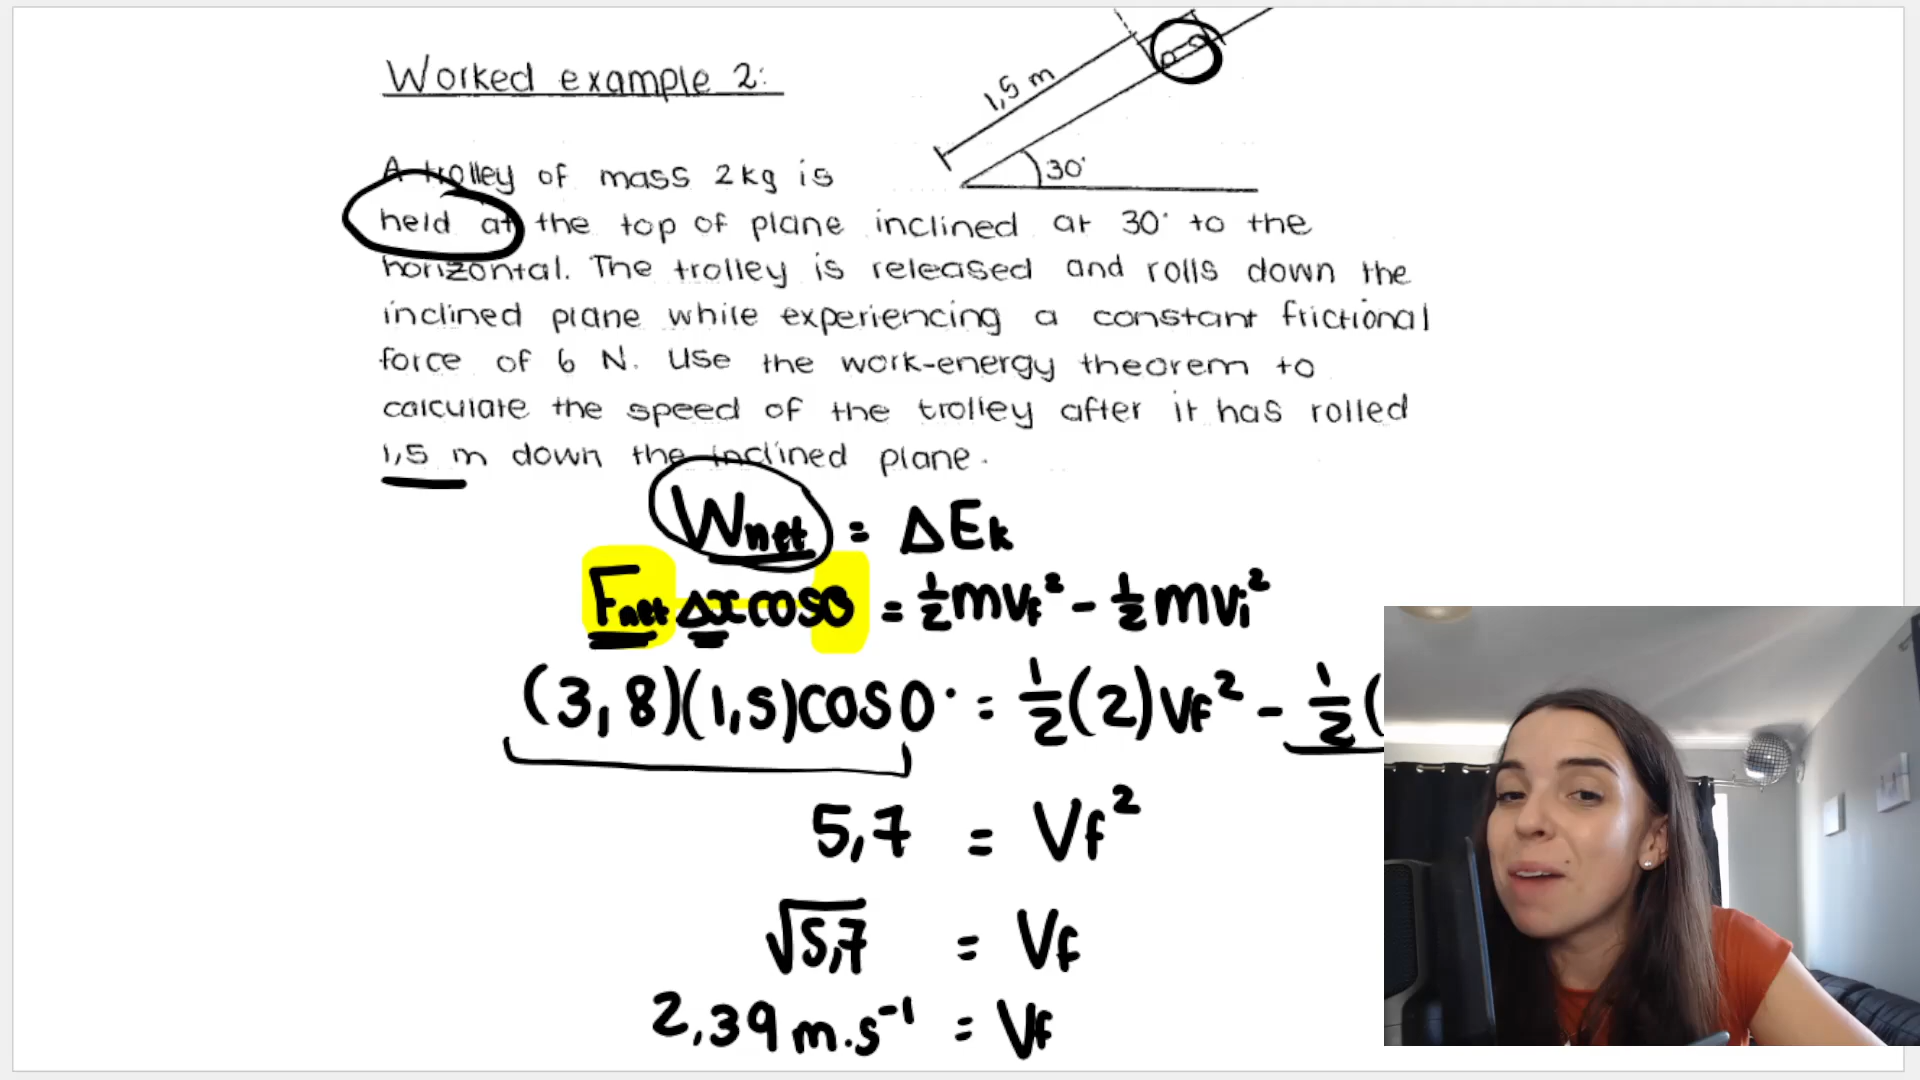 Worked example 2:
1,5 m
30°
A trolley of mass 2kg is
held at the top of plane inclined at 30° to the
horizontal. The trolley is released and rolls down the
inclined plane while experiencing a constant frictional
force of 6 N. Use the work-energy theorem to
calculate the speed of the trolley after it has rolled
1,5 m down the inclined plane.
Wnet = ΔEk
Fnet Δx cosθ = ½mvf² - ½mvi²
(3,8)(1,5)cos0° = ½(2)vf² - ½(
5,7 = Vf²
√5,7 = Vf
2,39 m.s⁻¹ = Vf